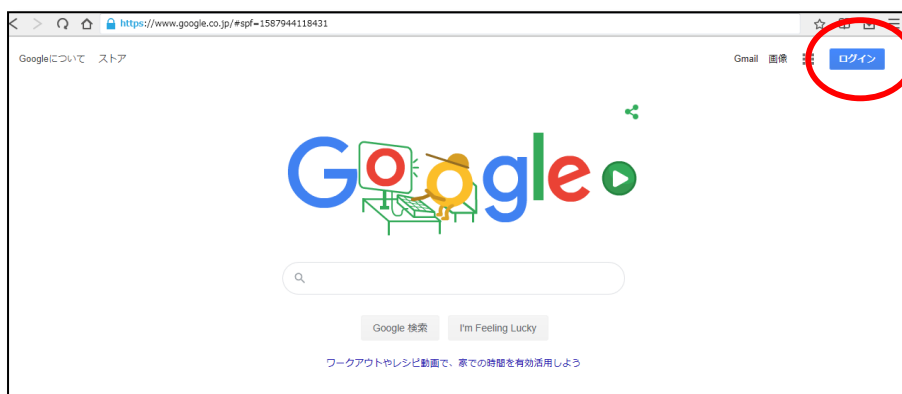 https://www.google.co.jp/#spf=1587944118431
Googleについて ストア
Gmail 画像 ログイン
Google
Google 検索 I'm Feeling Lucky
ワークアウトやレシピ動画で、家での時間を有効活用しよう